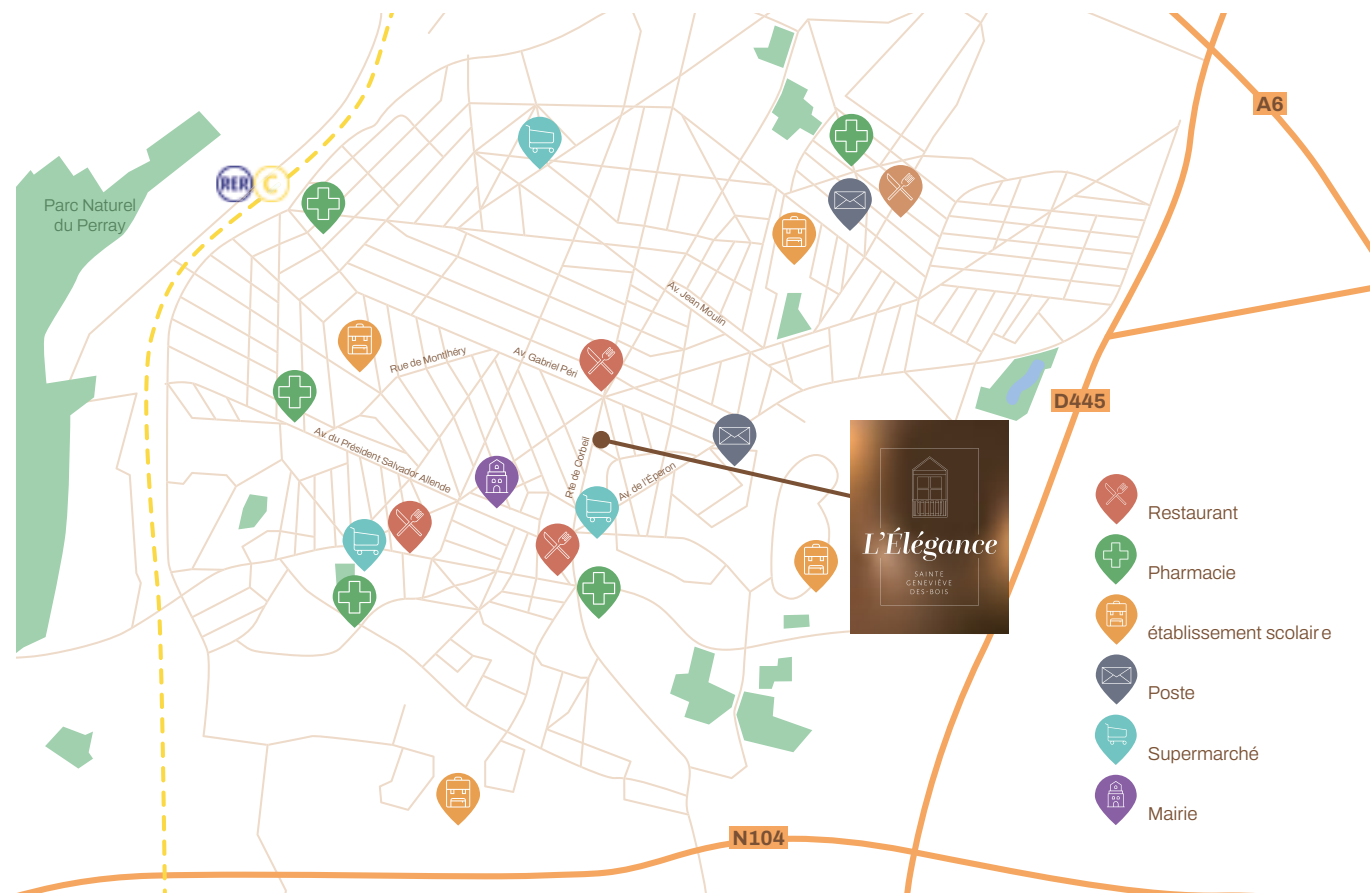 A6
RER C
Parc Naturel
du Perray
Av. Jean Moulin
Rue de Montlhéry
Av. Gabriel Péri
D445
Av. du Président Salvador Allende
Rte de Corbeil
Av. de l'Éperon
L'Élégance
SAINTE
GENEVIÈVE
DES-BOIS
Restaurant
Pharmacie
établissement scolaire
Poste
Supermarché
Mairie
N104